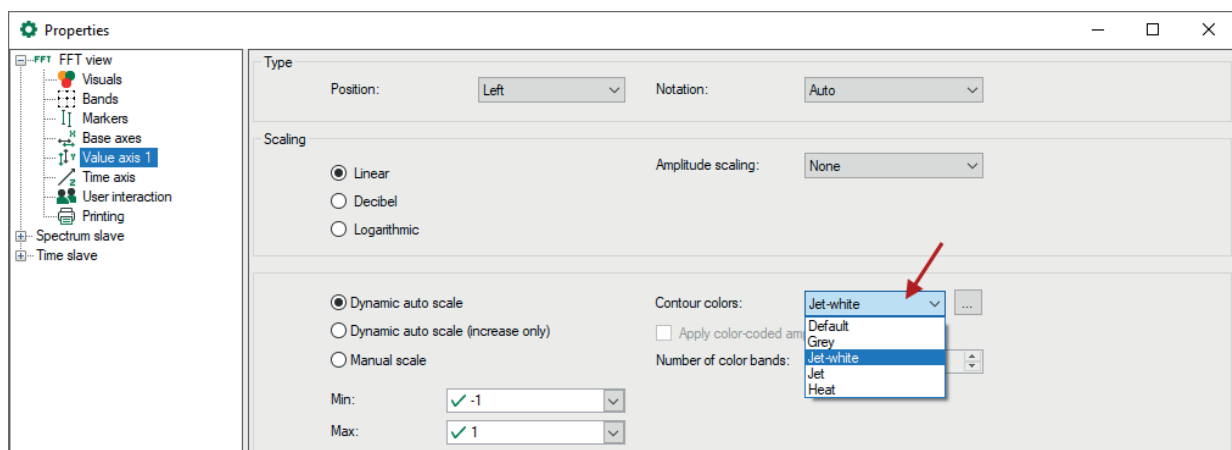 Properties
FFT FFT view
Visuals
Bands
Markers
Base axes
Value axis 1
Time axis
User interaction
Printing
Spectrum slave
Time slave
Type
Position: Left Notation: Auto
Scaling
Linear Amplitude scaling: None
Decibel
Logarithmic
Dynamic auto scale Contour colors: Jet-white ...
Dynamic auto scale (increase only) Apply color-coded
Manual scale Number of color bands:
Default
Grey
Jet-white
Jet
Heat
Min: -1
Max: 1